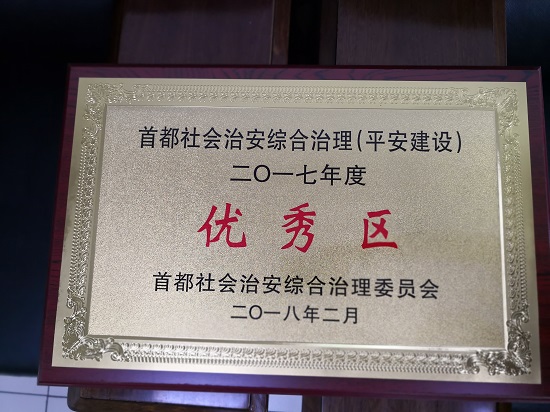 首都社会治安综合治理(平安建设)
二〇一七年度
优秀区
首都社会治安综合治理委员会
二〇一八年二月